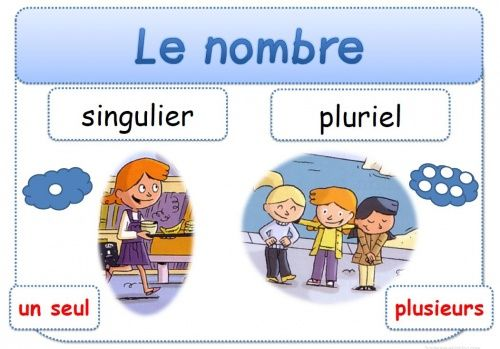 Le nombre
singulier
pluriel
un seul
plusieurs